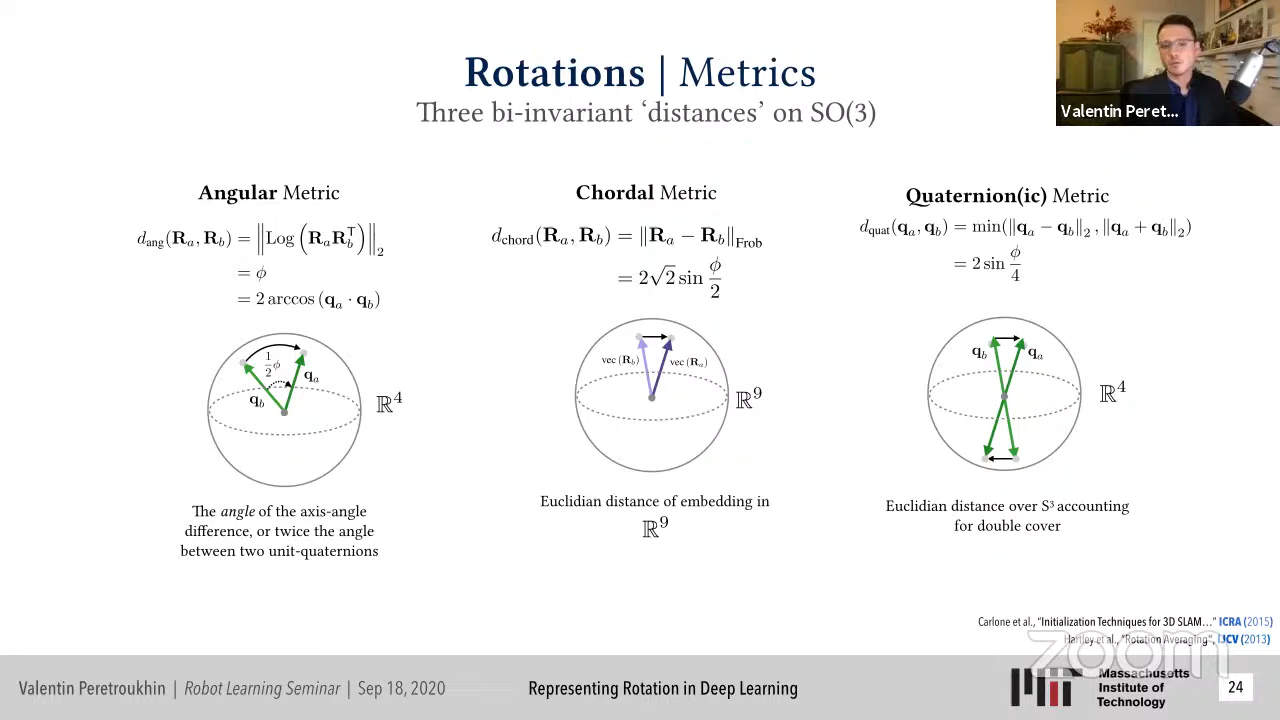 Rotations | Metrics
Three bi-invariant ‘distances’ on SO(3)
Valentin Peret...
Angular Metric
d_ang(R_a, R_b) = ‖Log (R_a R_b^T)‖_2
= ϕ
= 2 arccos (q_a · q_b)
1/2 ϕ
q_a
q_b
ℝ^4
The angle of the axis-angle
difference, or twice the angle
between two unit-quaternions
Chordal Metric
d_chord(R_a, R_b) = ‖R_a − R_b‖_Frob
= 2√2 sin ϕ/2
vec (R_b)
vec (R_a)
ℝ^9
Euclidian distance of embedding in
ℝ^9
Quaternion(ic) Metric
d_quat(q_a, q_b) = min(‖q_a − q_b‖_2 , ‖q_a + q_b‖_2)
= 2 sin ϕ/4
q_b
q_a
ℝ^4
Euclidian distance over S³ accounting
for double cover
Carlone et al., “Initialization Techniques for 3D SLAM…” ICRA (2015)
Hartley et al., “Rotation Averaging”, IJCV (2013)
zoom
Valentin Peretroukhin | Robot Learning Seminar | Sep 18, 2020
Representing Rotation in Deep Learning
Massachusetts
Institute of
Technology
24